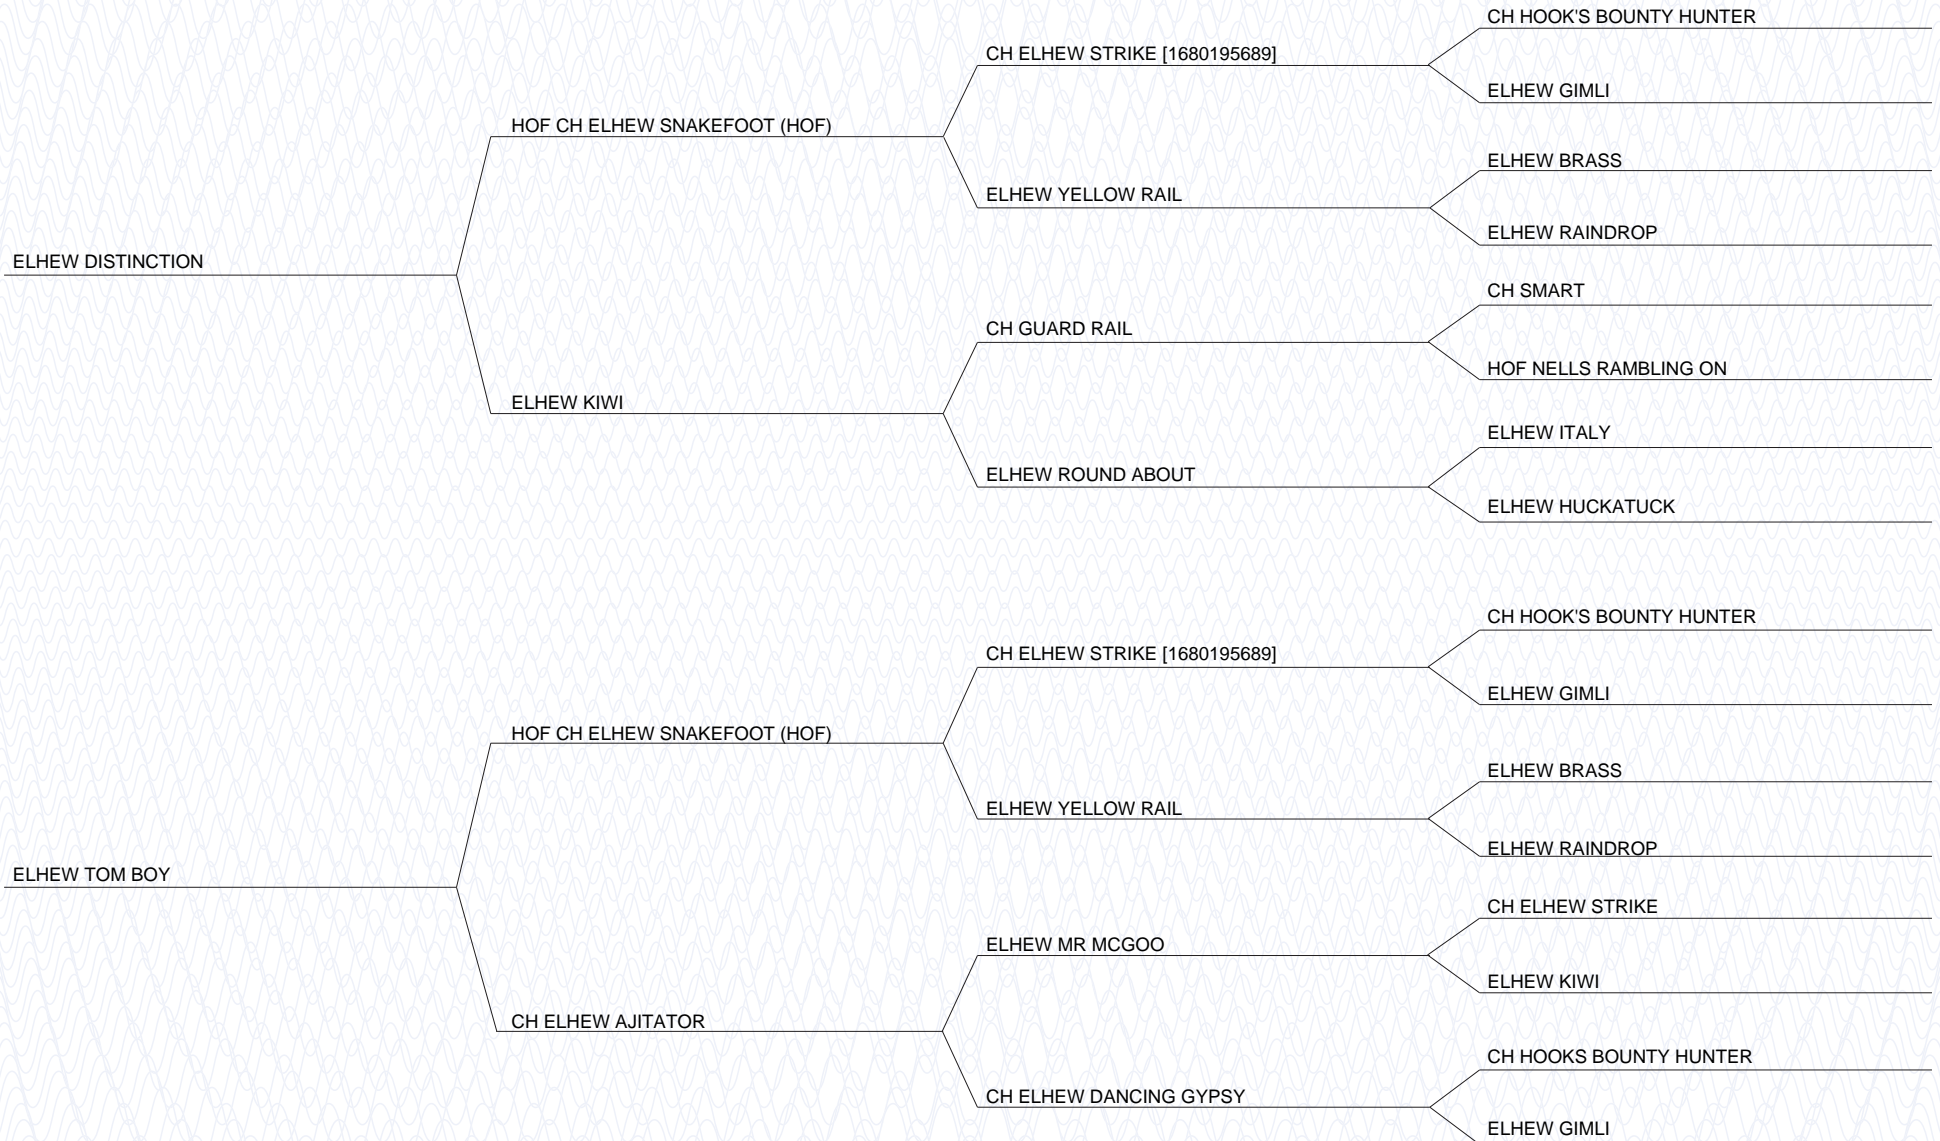 CH HOOK'S BOUNTY HUNTER
CH ELHEW STRIKE [1680195689]
ELHEW GIMLI
HOF CH ELHEW SNAKEFOOT (HOF)
ELHEW BRASS
ELHEW YELLOW RAIL
ELHEW RAINDROP
ELHEW DISTINCTION
CH SMART
CH GUARD RAIL
HOF NELLS RAMBLING ON
ELHEW KIWI
ELHEW ITALY
ELHEW ROUND ABOUT
ELHEW HUCKATUCK
CH HOOK'S BOUNTY HUNTER
CH ELHEW STRIKE [1680195689]
ELHEW GIMLI
HOF CH ELHEW SNAKEFOOT (HOF)
ELHEW BRASS
ELHEW YELLOW RAIL
ELHEW RAINDROP
ELHEW TOM BOY
CH ELHEW STRIKE
ELHEW MR MCGOO
ELHEW KIWI
CH ELHEW AJITATOR
CH HOOKS BOUNTY HUNTER
CH ELHEW DANCING GYPSY
ELHEW GIMLI